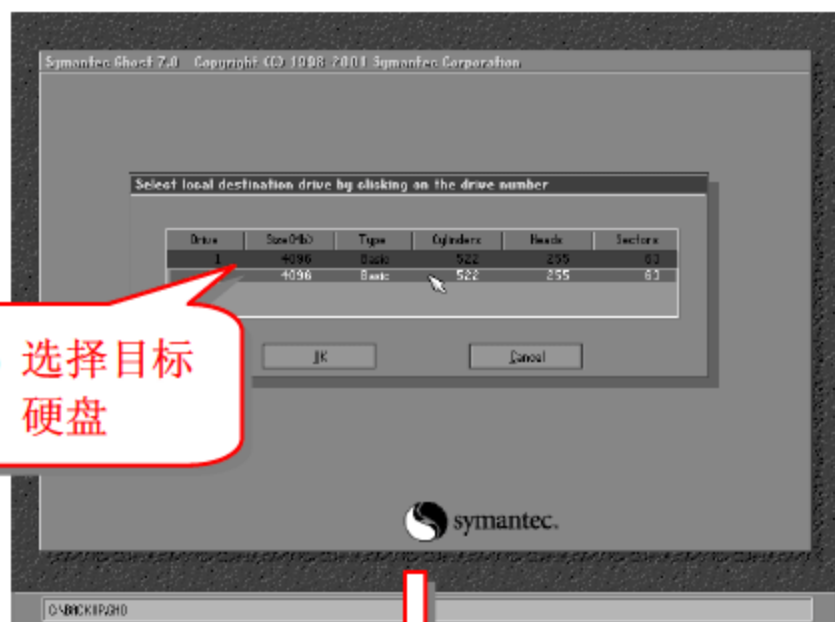 Symantec Ghost 7.0 Copyright (C) 1998-2001 Symantec Corporation
Select local destination drive by clicking on the drive number
Drive Size(Mb) Type Cylinders Heads Sectors
1 4096 Basic 522 255 63
4096 Basic 522 255 63
选择目标
硬盘
OK Cancel
symantec.